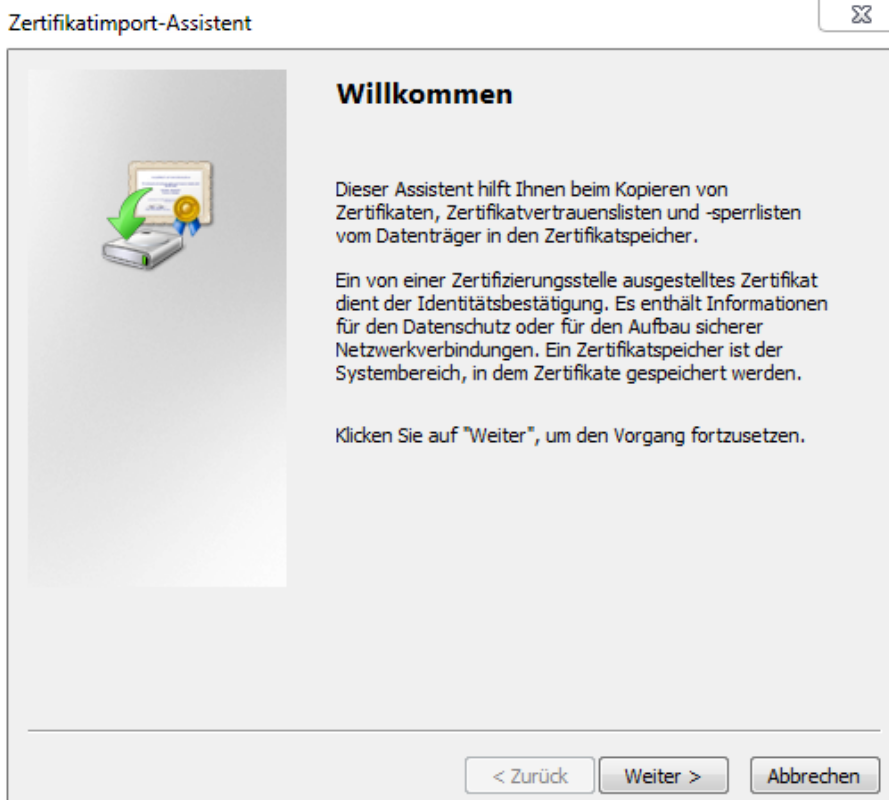 Zertifikatimport-Assistent
Willkommen
Dieser Assistent hilft Ihnen beim Kopieren von
Zertifikaten, Zertifikatvertrauenslisten und -sperrlisten
vom Datenträger in den Zertifikatspeicher.
Ein von einer Zertifizierungsstelle ausgestelltes Zertifikat
dient der Identitätsbestätigung. Es enthält Informationen
für den Datenschutz oder für den Aufbau sicherer
Netzwerkverbindungen. Ein Zertifikatspeicher ist der
Systembereich, in dem Zertifikate gespeichert werden.
Klicken Sie auf "Weiter", um den Vorgang fortzusetzen.
< Zurück Weiter > Abbrechen